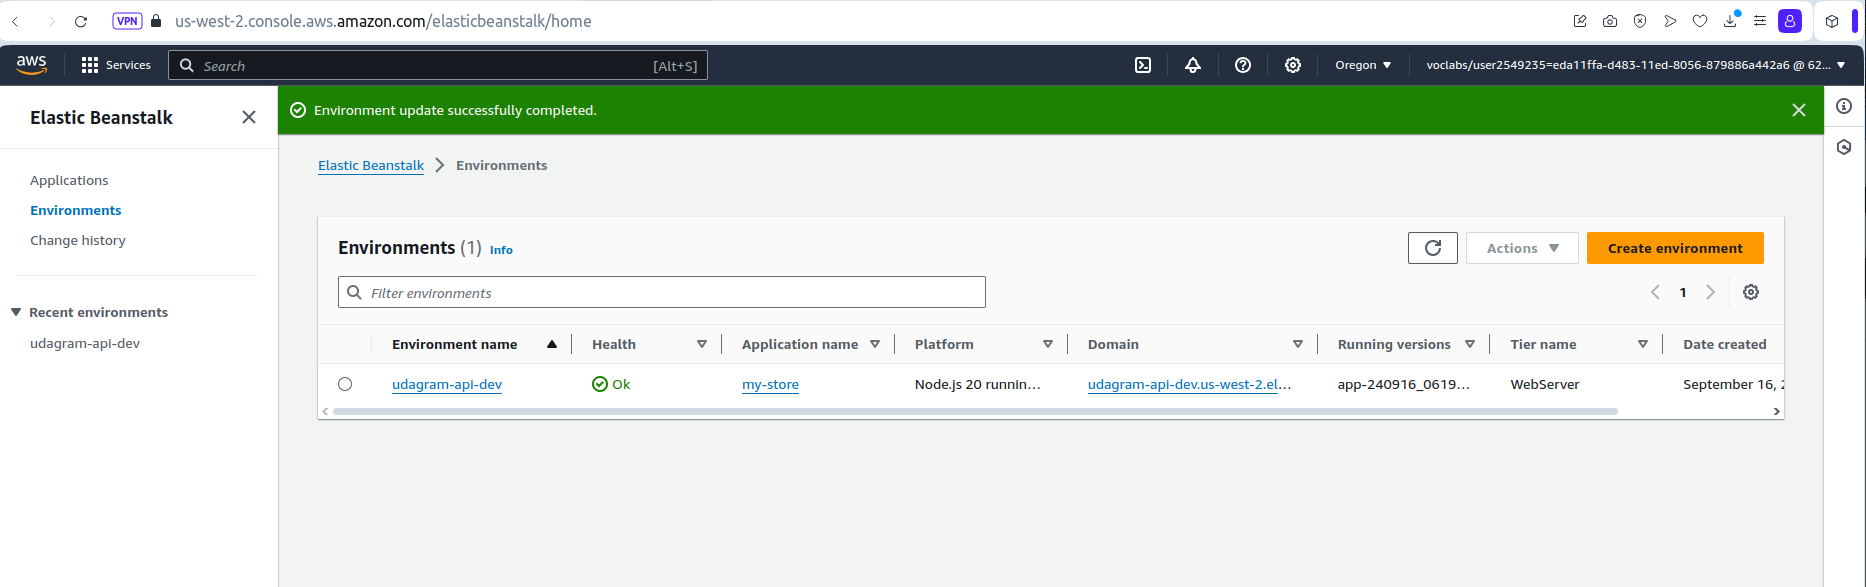 VPN us-west-2.console.aws.amazon.com/elasticbeanstalk/home
aws Services Search [Alt+S] Oregon voclabs/user2549235=eda11ffa-d483-11ed-8056-879886a442a6 @ 62...
Elastic Beanstalk
Applications
Environments
Change history
Recent environments
udagram-api-dev
Environment update successfully completed.
Elastic Beanstalk Environments
Environments (1) Info
Actions Create environment
Filter environments
1
Environment name Health Application name Platform Domain Running versions Tier name Date created
udagram-api-dev Ok my-store Node.js 20 runnin... udagram-api-dev.us-west-2.el... app-240916_0619... WebServer September 16,